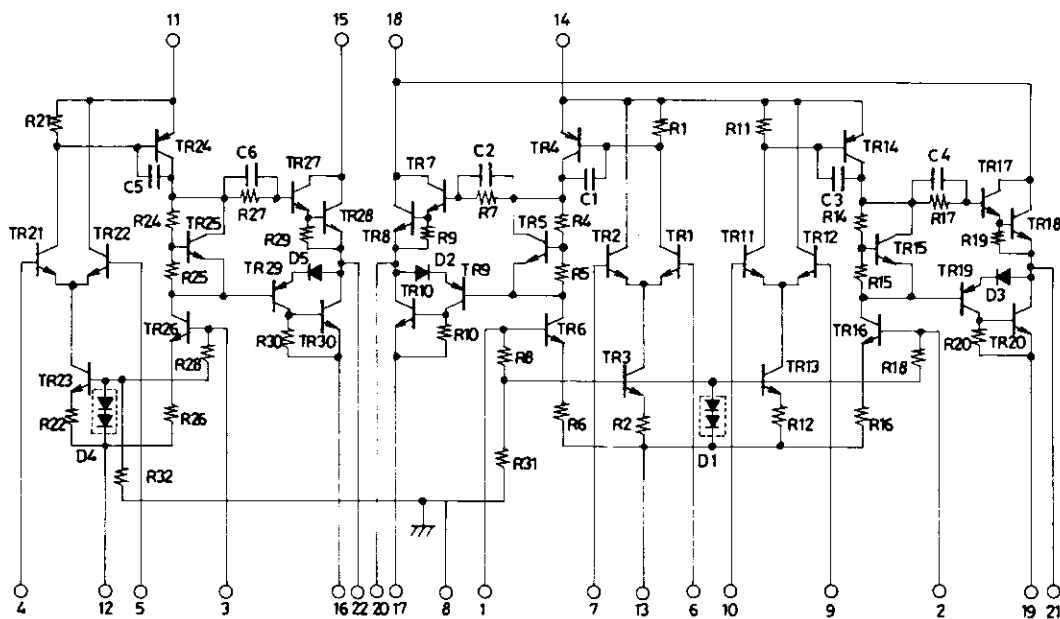 11 15 18 14
R21 R1 R11
TR24 TR4 TR14
C6 TR27 TR7 C2 C4 TR17
C5 C1 C3
R24 TR25 R27 TR28 R7 TR5 R4 R14 R17 TR18
TR21 TR22 R29 TR8 R9 TR2 TR1 TR11 TR12 TR15 R19
R25 D5 D2 R5 R15 D3
TR29 TR10 TR9 TR19
TR26 R30 TR30 R10 TR6 TR16 R20 TR20
R28 R8 R18
TR23 TR3 TR13
R22 R26 R6 R2 R12 R16
D4 D1
R32 R31
4 12 5 3 16 22 20 17 8 1 7 13 6 10 9 2 19 21